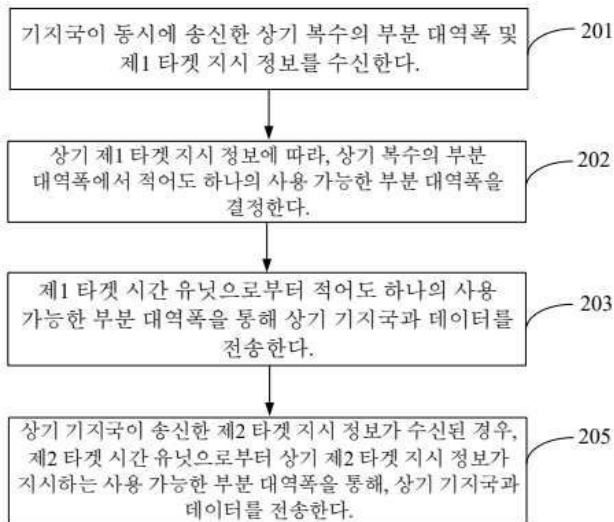 기지국이 동시에 송신한 상기 복수의 부분 대역폭 및
제1 타겟 지시 정보를 수신한다.
201
상기 제1 타겟 지시 정보에 따라, 상기 복수의 부분
대역폭에서 적어도 하나의 사용 가능한 부분 대역폭을
결정한다.
202
제1 타겟 시간 유닛으로부터 적어도 하나의 사용
가능한 부분 대역폭을 통해 상기 기지국과 데이터를
전송한다.
203
상기 기지국이 송신한 제2 타겟 지시 정보가 수신된 경우,
제2 타겟 시간 유닛으로부터 상기 제2 타겟 지시 정보가
지시하는 사용 가능한 부분 대역폭을 통해, 상기 기지국과
데이터를 전송한다.
205